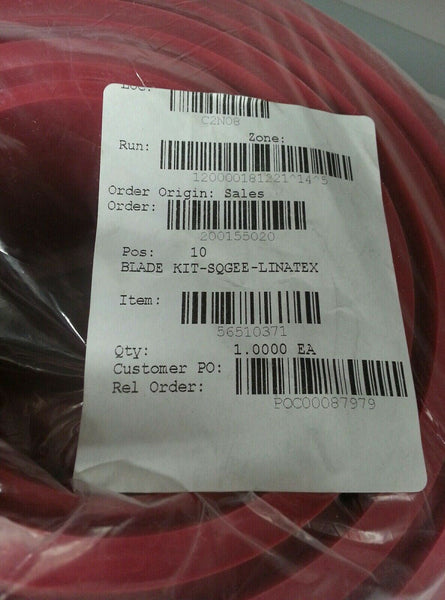 Loc:
C2N08
Zone:
Run:
120000181221^14^5
Order Origin: Sales
Order:
200155020
Pos: 10
BLADE KIT-SQGEE-LINATEX
Item:
56510371
Qty: 1.0000 EA
Customer PO:
Rel Order:
POC00087979